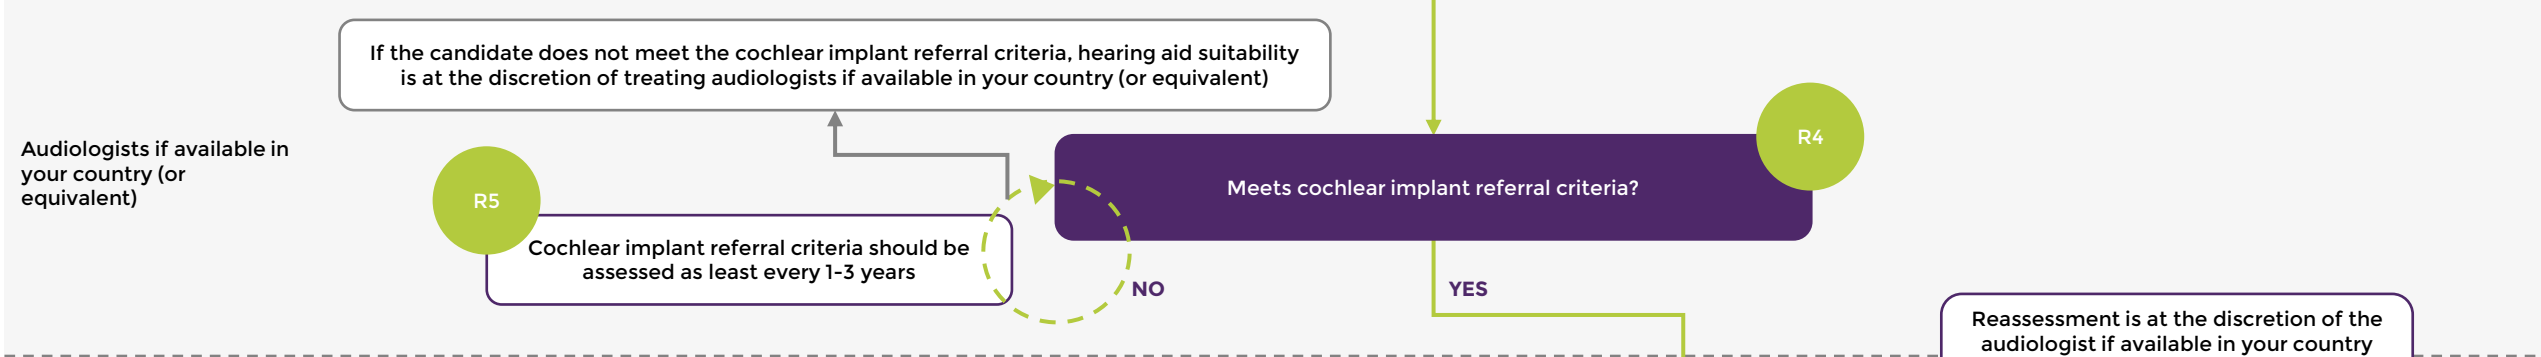 If the candidate does not meet the cochlear implant referral criteria, hearing aid suitability
is at the discretion of treating audiologists if available in your country (or equivalent)
Audiologists if available in
your country (or
equivalent)
R5
Cochlear implant referral criteria should be
assessed as least every 1-3 years
NO
R4
Meets cochlear implant referral criteria?
YES
Reassessment is at the discretion of the
audiologist if available in your country